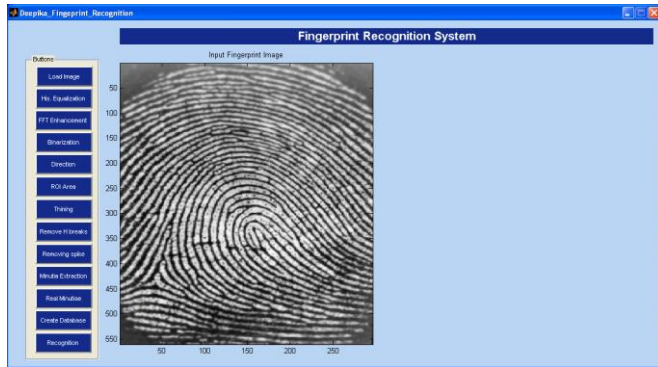 Deepika_Fingeprint_Recognition
Fingerprint Recognition System
Input Fingerprint Image
Buttons
Load Image
His. Equalization
FFT Enhancement
Binarization
Direction
ROI Area
Thining
Remove H breaks
Removing spike
Minutia Extraction
Real Minutiae
Create Database
Recognition
50
100
150
200
250
300
350
400
450
500
550
50 100 150 200 250